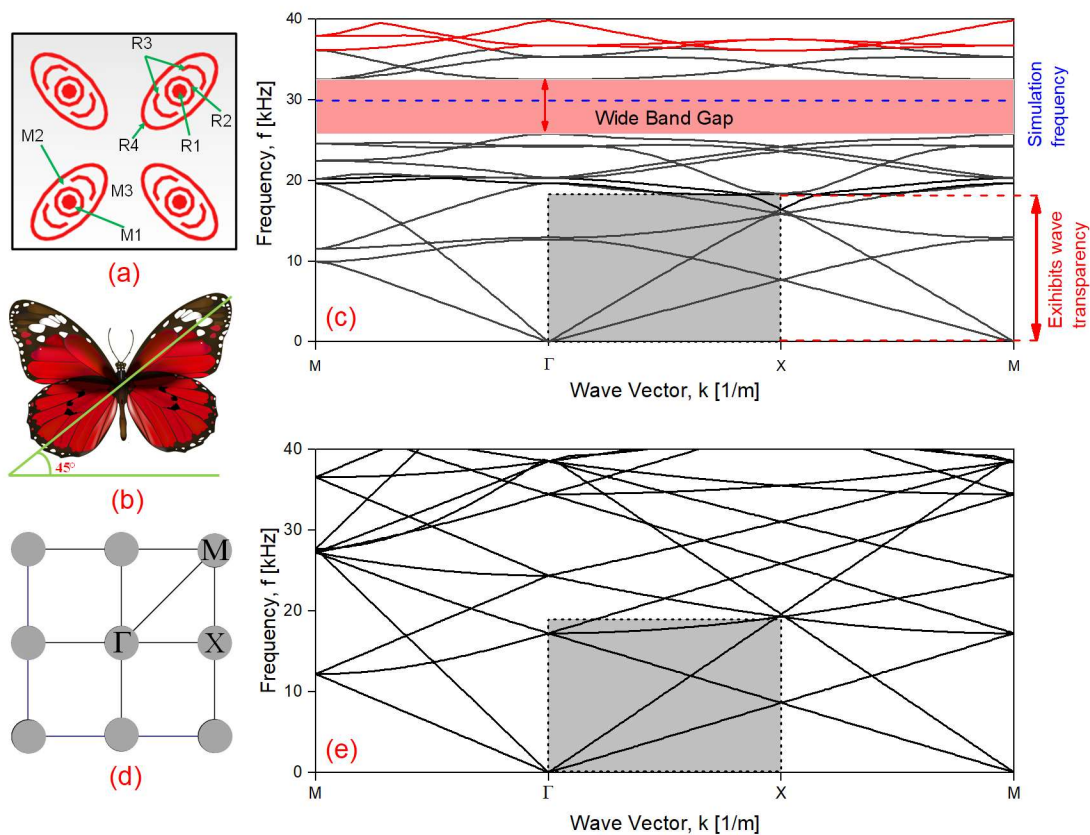 R3
M2
R4
R1
R2
M3
M1
(a)
45°
(b)
M
Γ
X
(d)
40
30
20
10
0
Frequency, f [kHz]
Wide Band Gap
(c)
M
Γ
X
M
Wave Vector, k [1/m]
Simulation
frequency
Exihibits wave
transparency
40
30
20
10
0
Frequency, f [kHz]
(e)
M
Γ
X
M
Wave Vector, k [1/m]